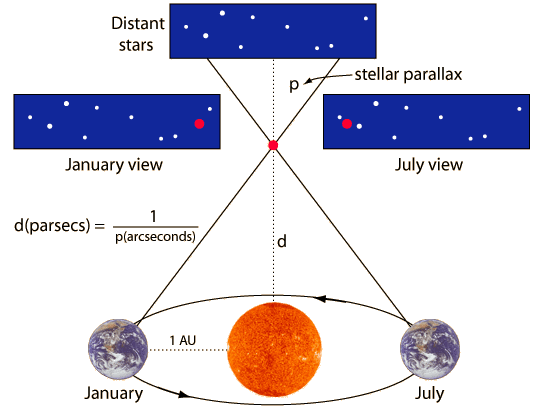 Distant
stars
p
stellar parallax
January view
July view
d(parsecs) = 1
p(arcseconds)
d
1 AU
January
July